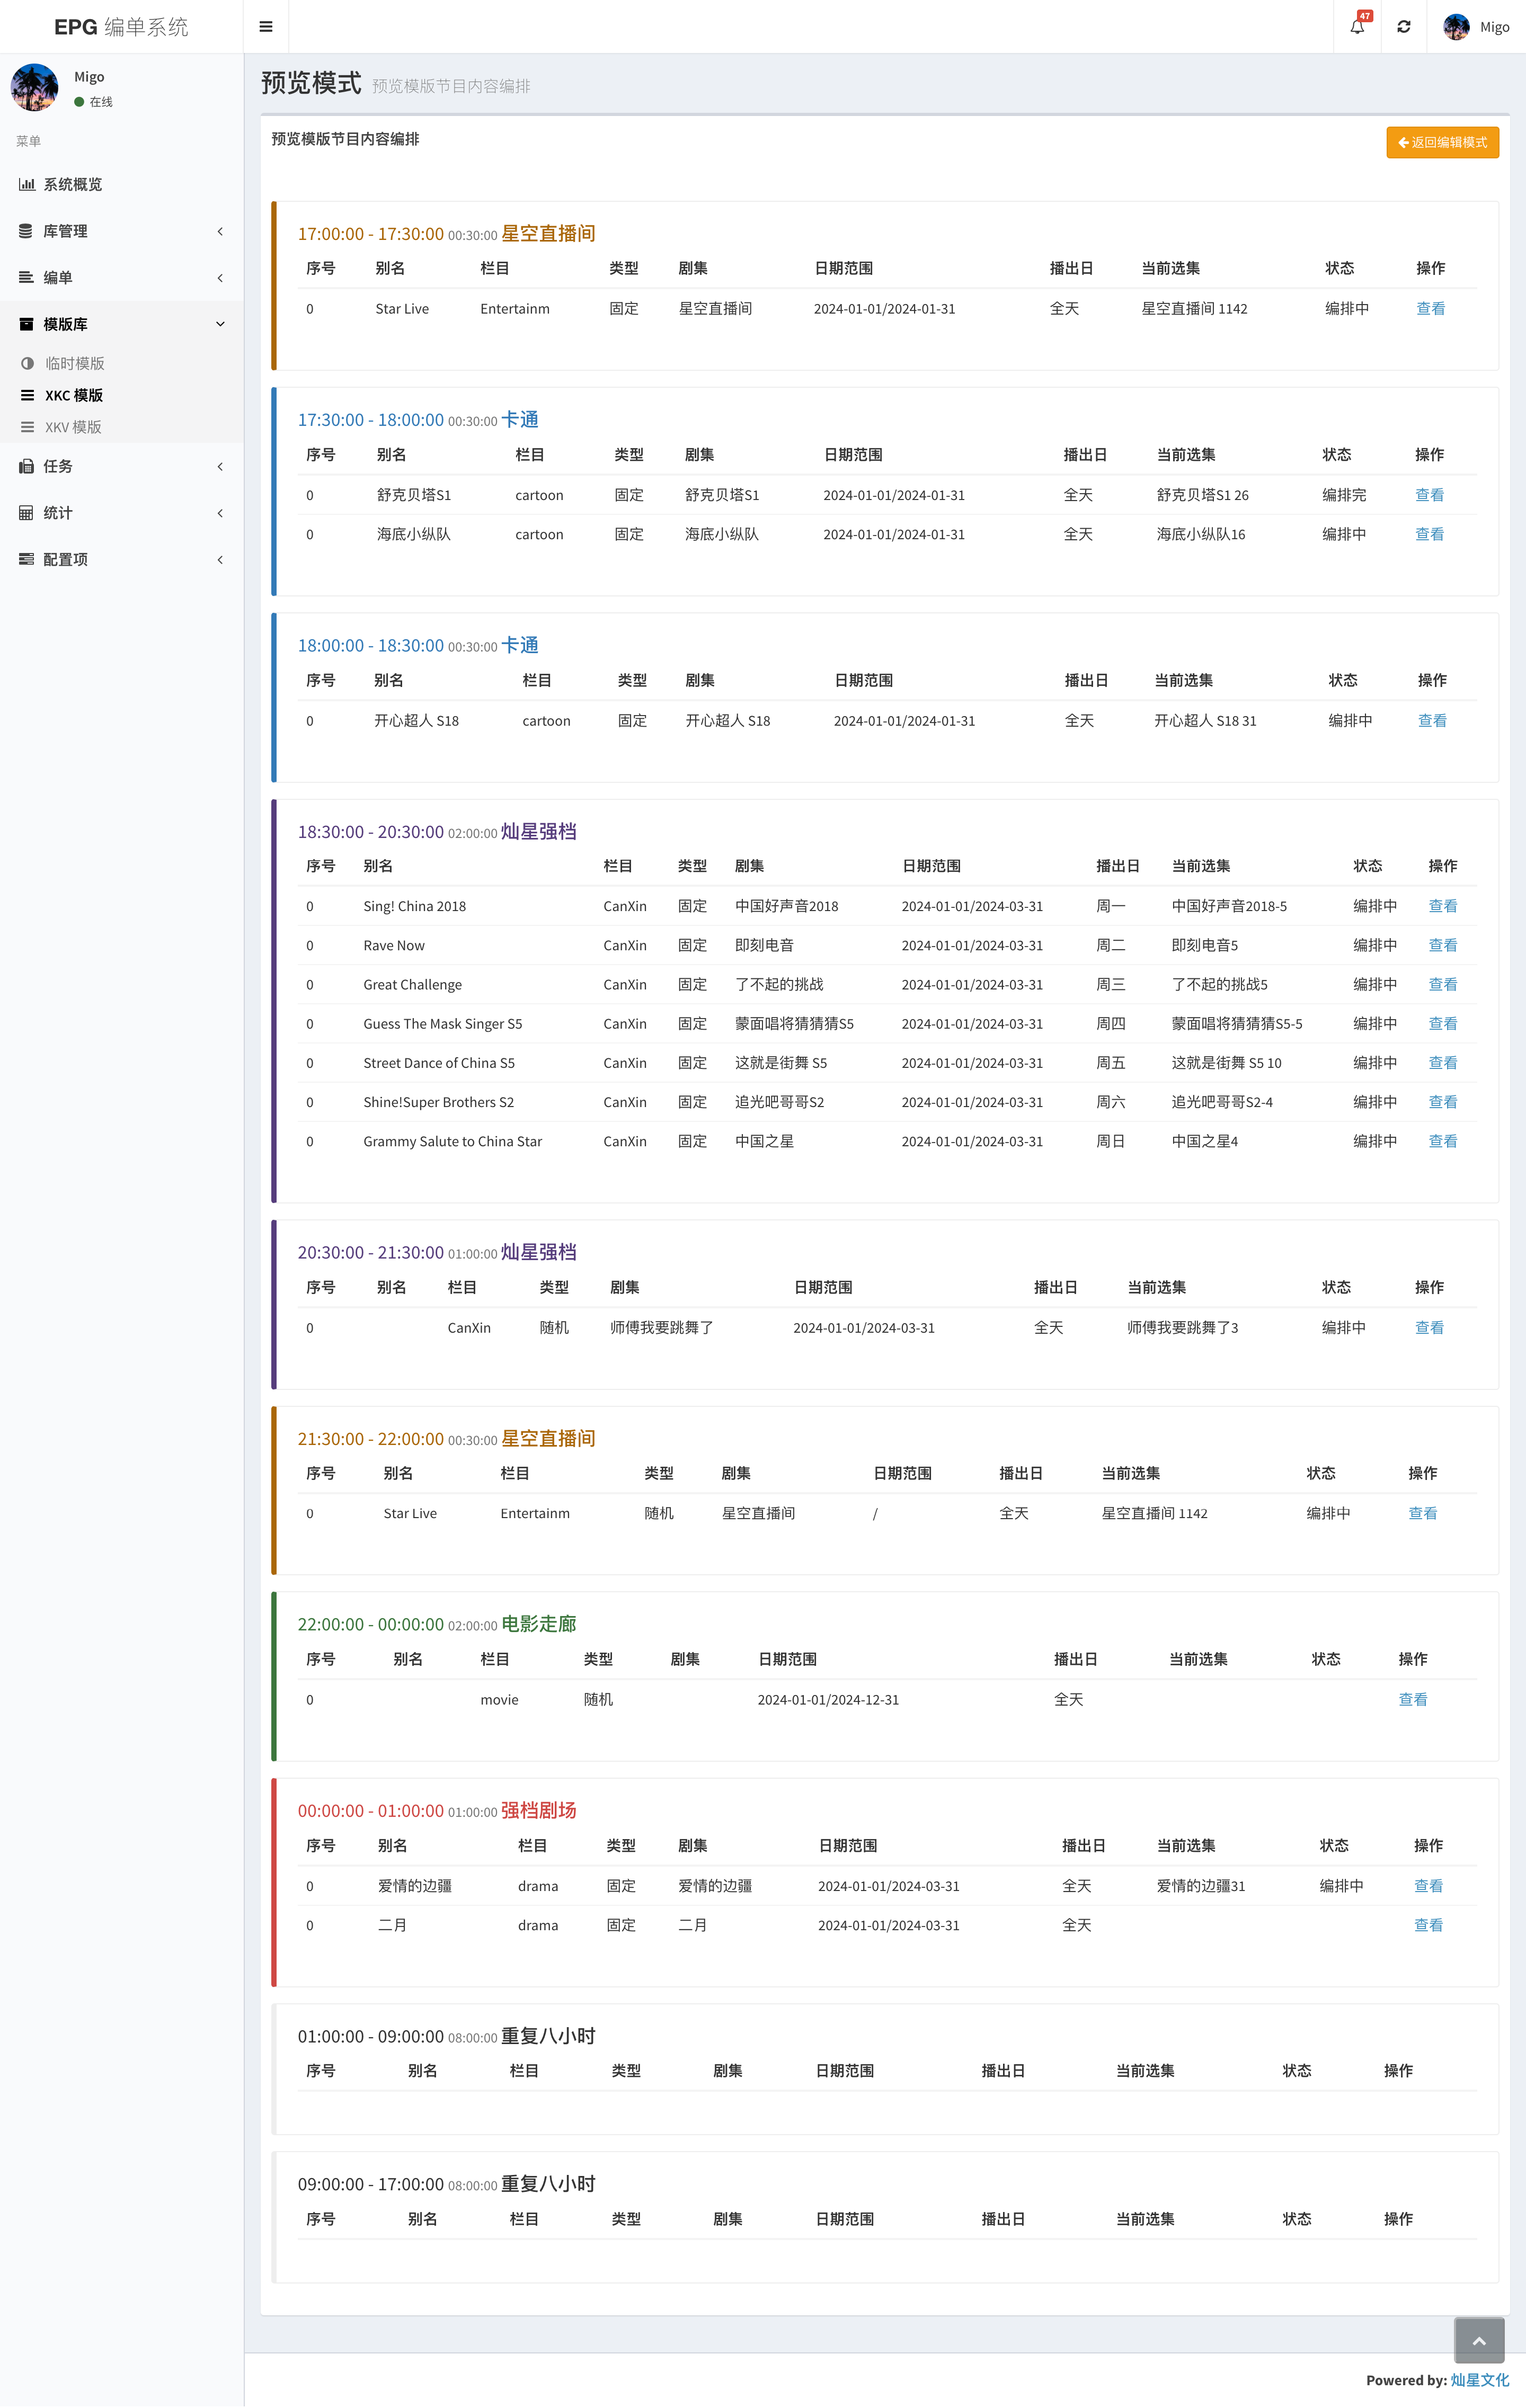 EPG 编单系统
47
Migo
Migo
在线
菜单
系统概览
库管理
编单
模版库
临时模版
XKC 模版
XKV 模版
任务
统计
配置项
预览模式 预览模版节目内容编排
预览模版节目内容编排
返回编辑模式
17:00:00 - 17:30:00 00:30:00 星空直播间
序号 别名 栏目 类型 剧集 日期范围 播出日 当前选集 状态 操作
0 Star Live Entertainm 固定 星空直播间 2024-01-01/2024-01-31 全天 星空直播间 1142 编排中 查看
17:30:00 - 18:00:00 00:30:00 卡通
序号 别名 栏目 类型 剧集 日期范围 播出日 当前选集 状态 操作
0 舒克贝塔S1 cartoon 固定 舒克贝塔S1 2024-01-01/2024-01-31 全天 舒克贝塔S1 26 编排完 查看
0 海底小纵队 cartoon 固定 海底小纵队 2024-01-01/2024-01-31 全天 海底小纵队16 编排中 查看
18:00:00 - 18:30:00 00:30:00 卡通
序号 别名 栏目 类型 剧集 日期范围 播出日 当前选集 状态 操作
0 开心超人 S18 cartoon 固定 开心超人 S18 2024-01-01/2024-01-31 全天 开心超人 S18 31 编排中 查看
18:30:00 - 20:30:00 02:00:00 灿星强档
序号 别名 栏目 类型 剧集 日期范围 播出日 当前选集 状态 操作
0 Sing! China 2018 CanXin 固定 中国好声音2018 2024-01-01/2024-03-31 周一 中国好声音2018-5 编排中 查看
0 Rave Now CanXin 固定 即刻电音 2024-01-01/2024-03-31 周二 即刻电音5 编排中 查看
0 Great Challenge CanXin 固定 了不起的挑战 2024-01-01/2024-03-31 周三 了不起的挑战5 编排中 查看
0 Guess The Mask Singer S5 CanXin 固定 蒙面唱将猜猜猜S5 2024-01-01/2024-03-31 周四 蒙面唱将猜猜猜S5-5 编排中 查看
0 Street Dance of China S5 CanXin 固定 这就是街舞 S5 2024-01-01/2024-03-31 周五 这就是街舞 S5 10 编排中 查看
0 Shine!Super Brothers S2 CanXin 固定 追光吧哥哥S2 2024-01-01/2024-03-31 周六 追光吧哥哥S2-4 编排中 查看
0 Grammy Salute to China Star CanXin 固定 中国之星 2024-01-01/2024-03-31 周日 中国之星4 编排中 查看
20:30:00 - 21:30:00 01:00:00 灿星强档
序号 别名 栏目 类型 剧集 日期范围 播出日 当前选集 状态 操作
0 CanXin 随机 师傅我要跳舞了 2024-01-01/2024-03-31 全天 师傅我要跳舞了3 编排中 查看
21:30:00 - 22:00:00 00:30:00 星空直播间
序号 别名 栏目 类型 剧集 日期范围 播出日 当前选集 状态 操作
0 Star Live Entertainm 随机 星空直播间 / 全天 星空直播间 1142 编排中 查看
22:00:00 - 00:00:00 02:00:00 电影走廊
序号 别名 栏目 类型 剧集 日期范围 播出日 当前选集 状态 操作
0 movie 随机 2024-01-01/2024-12-31 全天 查看
00:00:00 - 01:00:00 01:00:00 强档剧场
序号 别名 栏目 类型 剧集 日期范围 播出日 当前选集 状态 操作
0 爱情的边疆 drama 固定 爱情的边疆 2024-01-01/2024-03-31 全天 爱情的边疆31 编排中 查看
0 二月 drama 固定 二月 2024-01-01/2024-03-31 全天 查看
01:00:00 - 09:00:00 08:00:00 重复八小时
序号 别名 栏目 类型 剧集 日期范围 播出日 当前选集 状态 操作
09:00:00 - 17:00:00 08:00:00 重复八小时
序号 别名 栏目 类型 剧集 日期范围 播出日 当前选集 状态 操作
Powered by: 灿星文化